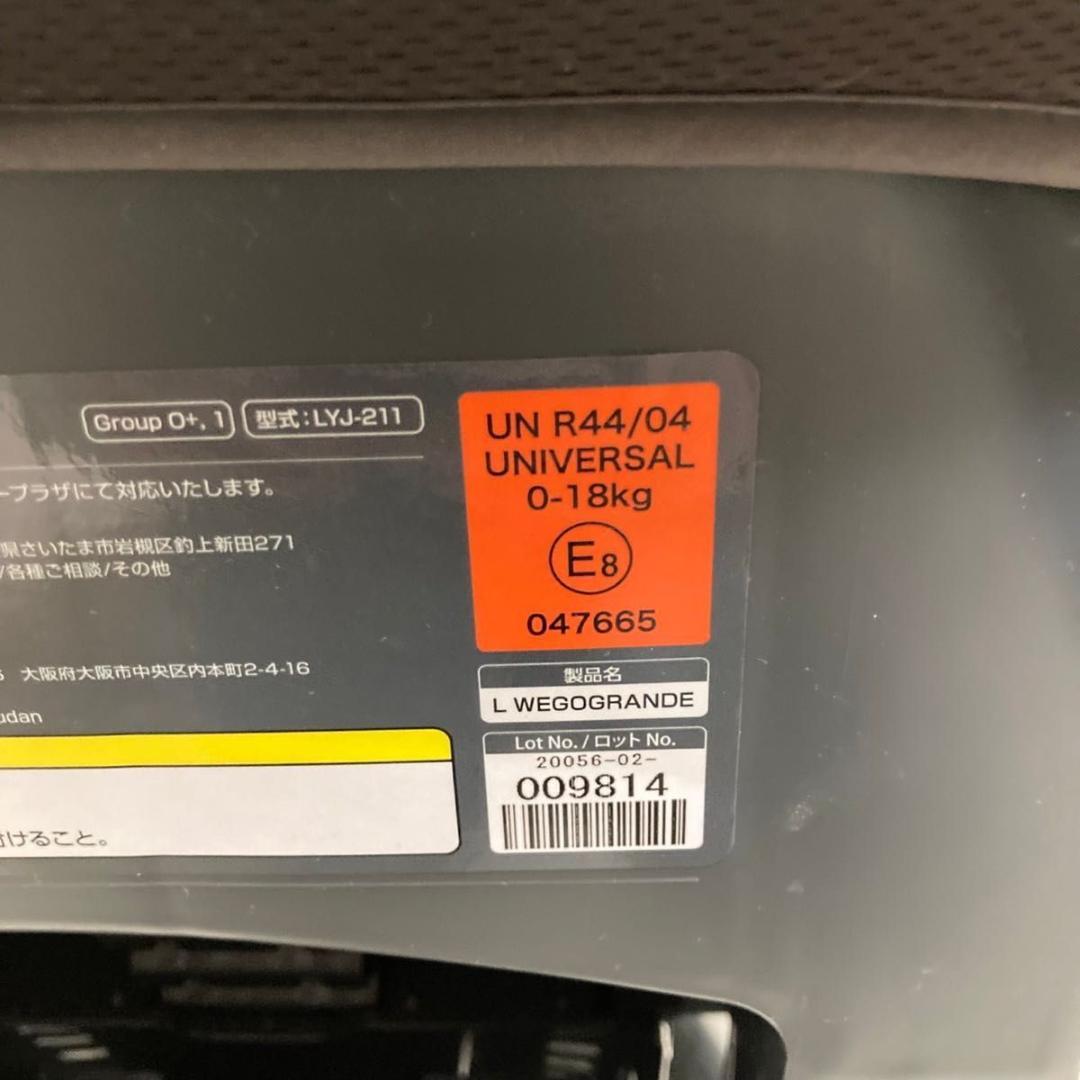 Group 0+, 1
型式:LYJ-211
ープラザにて対応いたします。
県さいたま市岩槻区釣上新田271
/各種ご相談/その他
大阪府大阪市中央区内本町2-4-16
udan
けること。
UN R44/04
UNIVERSAL
0-18kg
E8
047665
製品名
L WEGOGRANDE
Lot No. / ロット No.
20056-02-
009814